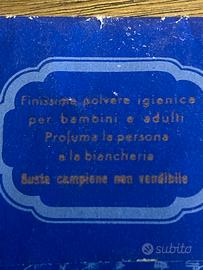 Finissima polvere igienica
per bambini e adulti
Profuma la persona
e la biancheria
Busta campione non vendibile
subito